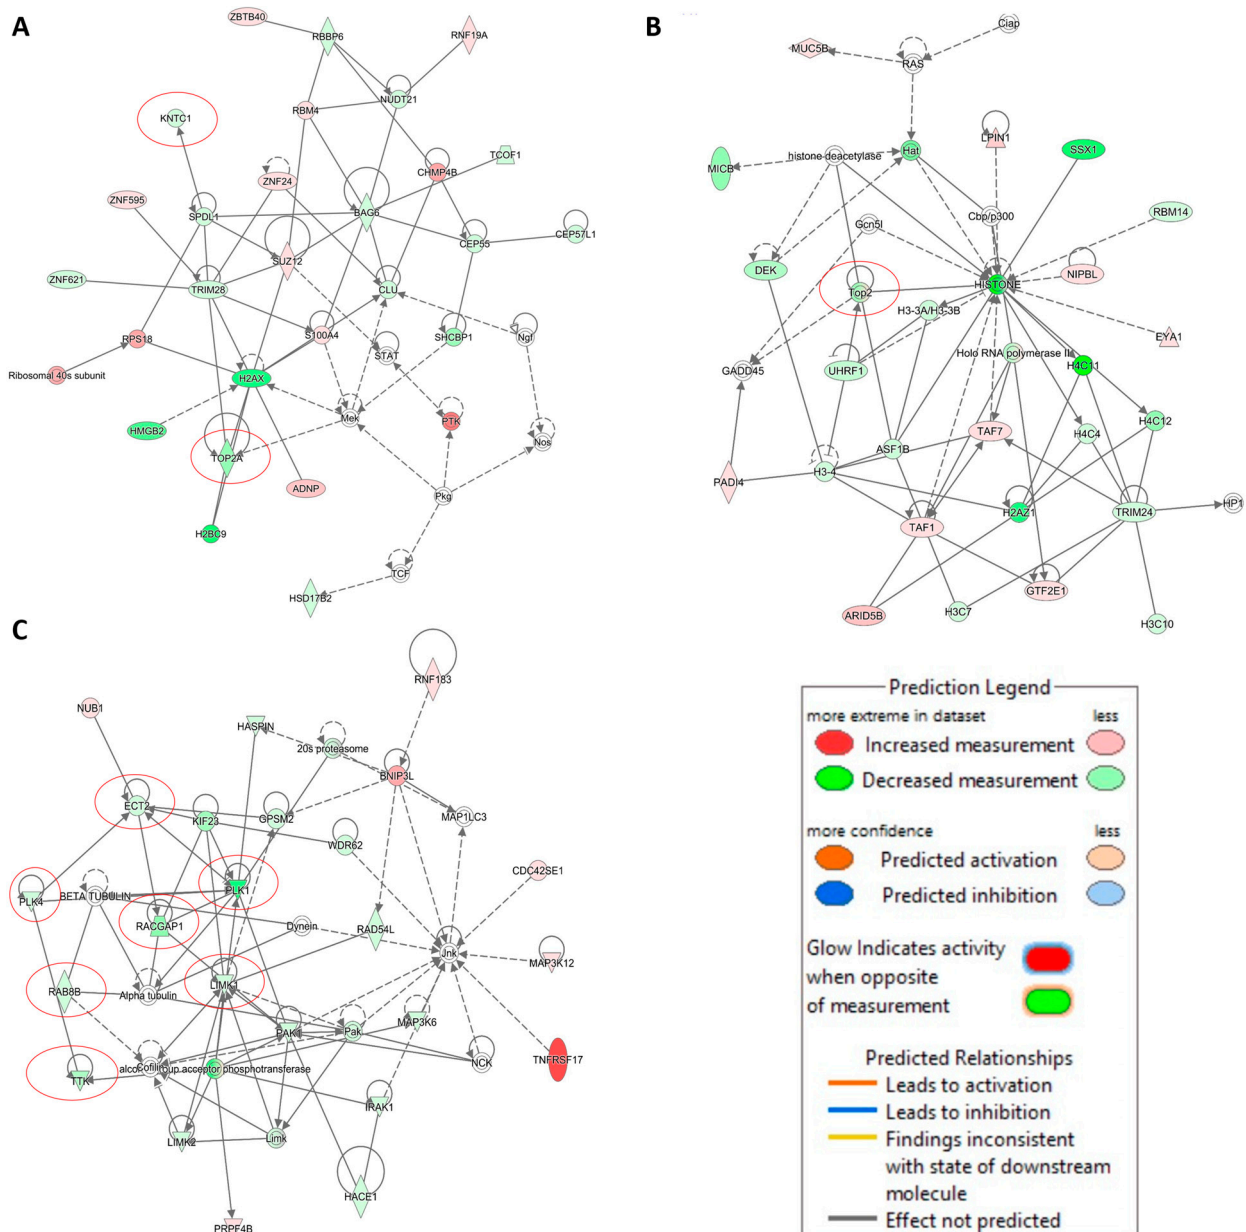 A
ZBTB40
RBBP6
RNF19A
NUDT21
RBM4
KNTC1
TCOF1
CHMP4B
ZNF24
ZNF595
SPDL1
BAG6
CEP55
CEP57L1
SUZ12
ZNF621
TRIM28
CLU
S100A4
SHCBP1
Ngf
RPS18
STAT
Ribosomal 40s subunit
H2AX
Mek
PTK
HMGB2
Nos
TOP2A
ADNP
Pkg
H2BC9
TCF
HSD17B2
B
Ciap
MUC5B
RAS
LPIN1
SSX1
Hat
histone deacetylase
MICB
Cbp/p300
RBM14
Gcn5l
DEK
NIPBL
HISTONE
Top2
H3-3A/H3-3B
EYA1
Holo RNA polymerase II
GADD45
UHRF1
H4C11
H4C12
TAF7
H4C4
ASF1B
H3-4
PADI4
H2AZ1
TRIM24
HP1
TAF1
GTF2E1
ARID5B
H3C7
H3C10
C
RNF183
NUB1
HASPIN
20s proteasome
BNIP3L
ECT2
KIF23
GPSM2
MAP1LC3
WDR62
CDC42SE1
PLK1
BETA TUBULIN
PLK4
RACGAP1
Dynein
RAD54L
Jnk
MAP3K12
LIMK1
RAB8B
Alpha tubulin
PAK1
Pak
MAP3K6
NCK
TNFRSF17
Cofilin
alco
oup acceptor phosphotransferase
TTK
IRAK1
LIMK2
Limk
HACE1
PRPF4B
Prediction Legend
more extreme in dataset less
Increased measurement
Decreased measurement
more confidence less
Predicted activation
Predicted inhibition
Glow Indicates activity
when opposite
of measurement
Predicted Relationships
Leads to activation
Leads to inhibition
Findings inconsistent
with state of downstream
molecule
Effect not predicted